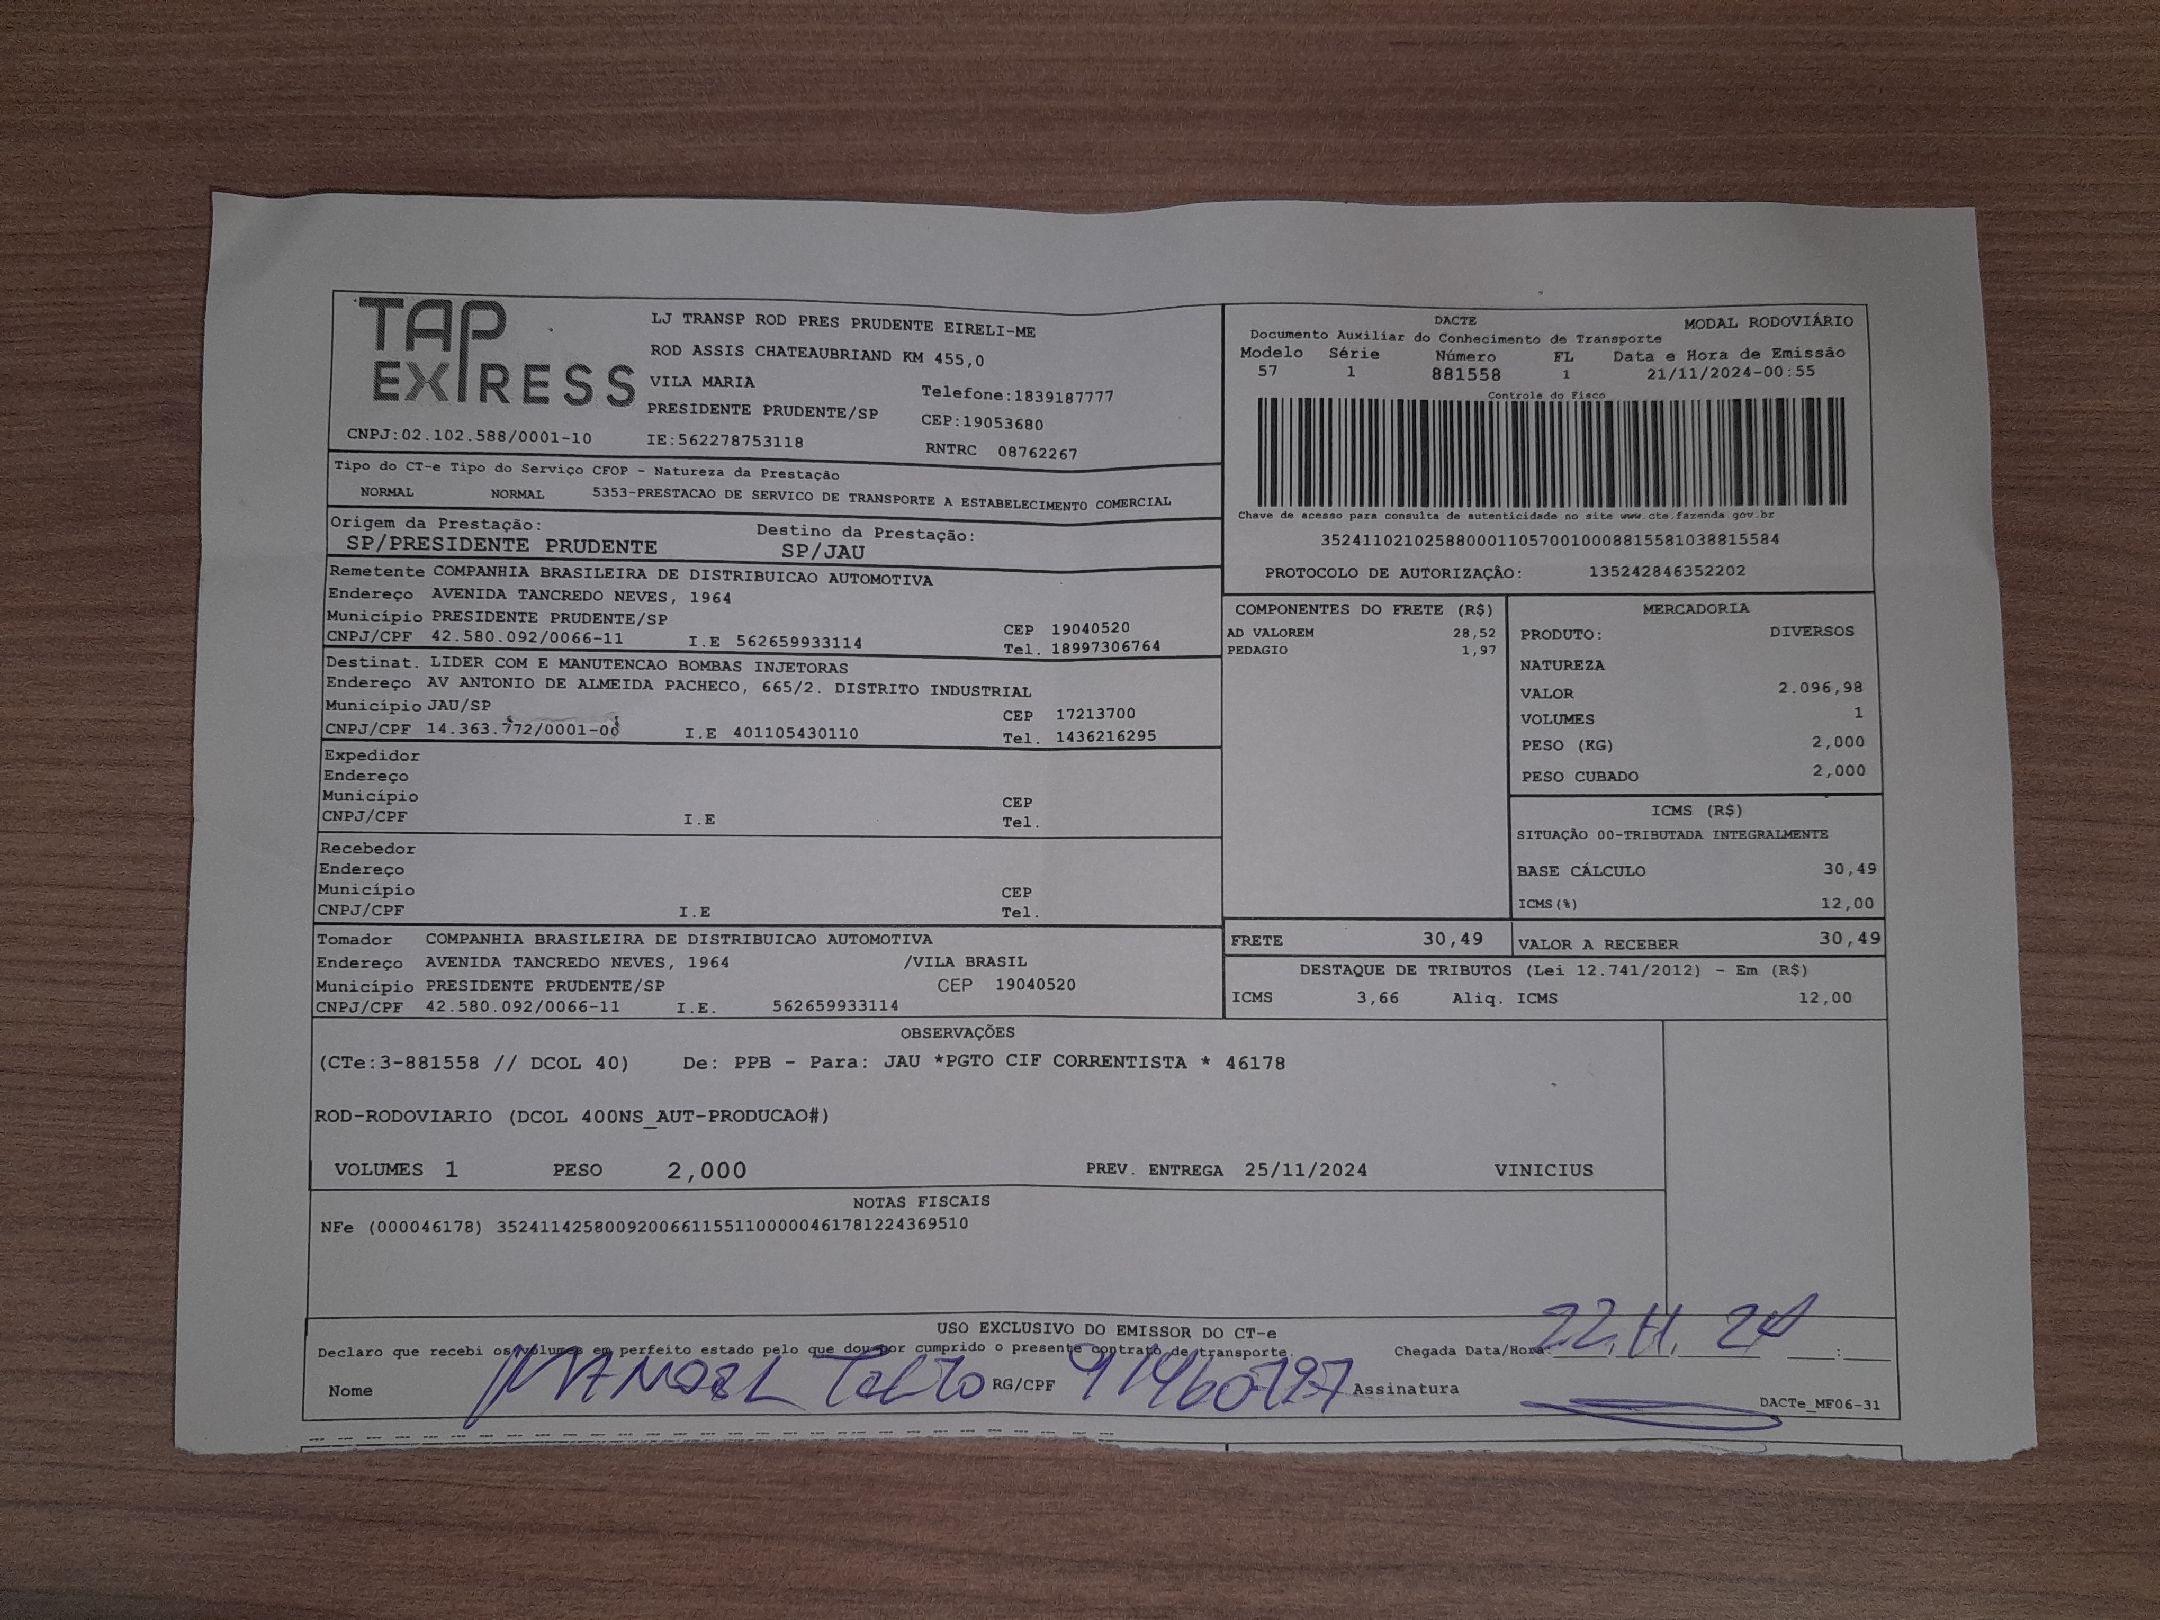 TAP
EXPRESS
LJ TRANSP ROD PRES PRUDENTE EIRELI-ME
ROD ASSIS CHATEAUBRIAND KM 455,0
VILA MARIA Telefone:1839187777
PRESIDENTE PRUDENTE/SP CEP:19053680
CNPJ:02.102.588/0001-10 IE:562278753118 RNTRC 08762267
Tipo do CT-e Tipo do Serviço CFOP - Natureza da Prestação
NORMAL NORMAL 5353-PRESTACAO DE SERVICO DE TRANSPORTE A ESTABELECIMENTO COMERCIAL
Origem da Prestação: Destino da Prestação:
SP/PRESIDENTE PRUDENTE SP/JAU
DACTE MODAL RODOVIÁRIO
Documento Auxiliar do Conhecimento de Transporte
Modelo Série Número FL Data e Hora de Emissão
57 1 881558 1 21/11/2024-00:55
Controle do Fisco
Chave de acesso para consulta de autenticidade no site www.cte.fazenda.gov.br
35241102102588000110570010008815581038815584
PROTOCOLO DE AUTORIZAÇÃO: 135242846352202
Remetente COMPANHIA BRASILEIRA DE DISTRIBUICAO AUTOMOTIVA
Endereço AVENIDA TANCREDO NEVES, 1964
Município PRESIDENTE PRUDENTE/SP CEP 19040520
CNPJ/CPF 42.580.092/0066-11 I.E 562659933114 Tel. 18997306764
Destinat. LIDER COM E MANUTENCAO BOMBAS INJETORAS
Endereço AV ANTONIO DE ALMEIDA PACHECO, 665/2. DISTRITO INDUSTRIAL
Município JAU/SP CEP 17213700
CNPJ/CPF 14.363.772/0001-00 I.E 401105430110 Tel. 1436216295
Expedidor
Endereço
Município CEP
CNPJ/CPF I.E Tel.
Recebedor
Endereço
Município CEP
CNPJ/CPF I.E Tel.
Tomador COMPANHIA BRASILEIRA DE DISTRIBUICAO AUTOMOTIVA
Endereço AVENIDA TANCREDO NEVES, 1964 /VILA BRASIL
Município PRESIDENTE PRUDENTE/SP CEP 19040520
CNPJ/CPF 42.580.092/0066-11 I.E. 562659933114
COMPONENTES DO FRETE (R$)
AD VALOREM 28,52
PEDAGIO 1,97
MERCADORIA
PRODUTO: DIVERSOS
NATUREZA
VALOR 2.096,98
VOLUMES 1
PESO (KG) 2,000
PESO CUBADO 2,000
ICMS (R$)
SITUAÇÃO 00-TRIBUTADA INTEGRALMENTE
BASE CÁLCULO 30,49
ICMS(%) 12,00
FRETE 30,49 VALOR A RECEBER 30,49
DESTAQUE DE TRIBUTOS (Lei 12.741/2012) - Em (R$)
ICMS 3,66 Aliq. ICMS 12,00
OBSERVAÇÕES
(CTe:3-881558 // DCOL 40) De: PPB - Para: JAU *PGTO CIF CORRENTISTA * 46178
ROD-RODOVIARIO (DCOL 400NS_AUT-PRODUCAO#)
VOLUMES 1 PESO 2,000 PREV. ENTREGA 25/11/2024 VINICIUS
NOTAS FISCAIS
NFe (000046178) 35241142580092006611551100000461781224369510
USO EXCLUSIVO DO EMISSOR DO CT-e
Declaro que recebi os volumes em perfeito estado pelo que dou por cumprido o presente contrato de transporte. Chegada Data/Hora: 22.11.24 :
Nome MANOEL RG/CPF Assinatura
DACTe_MF06-31